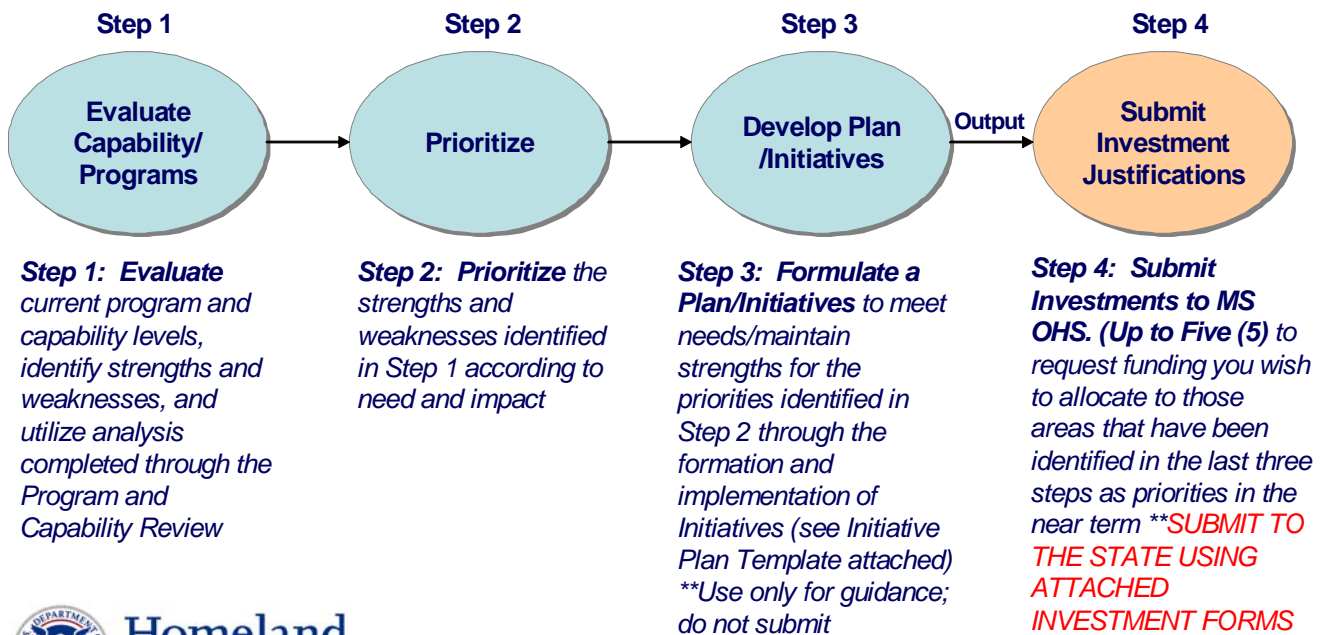 Step 1
Step 2
Step 3
Step 4
Evaluate
Capability/
Programs
Prioritize
Develop Plan
/Initiatives
Output
Submit
Investment
Justifications
Step 1: Evaluate
current program and
capability levels,
identify strengths and
weaknesses, and
utilize analysis
completed through the
Program and
Capability Review
Step 2: Prioritize the
strengths and
weaknesses identified
in Step 1 according to
need and impact
Step 3: Formulate a
Plan/Initiatives to meet
needs/maintain
strengths for the
priorities identified in
Step 2 through the
formation and
implementation of
Initiatives (see Initiative
Plan Template attached)
**Use only for guidance;
do not submit
Step 4: Submit
Investments to MS
OHS. (Up to Five (5) to
request funding you wish
to allocate to those
areas that have been
identified in the last three
steps as priorities in the
near term **SUBMIT TO
THE STATE USING
ATTACHED
INVESTMENT FORMS
Homeland